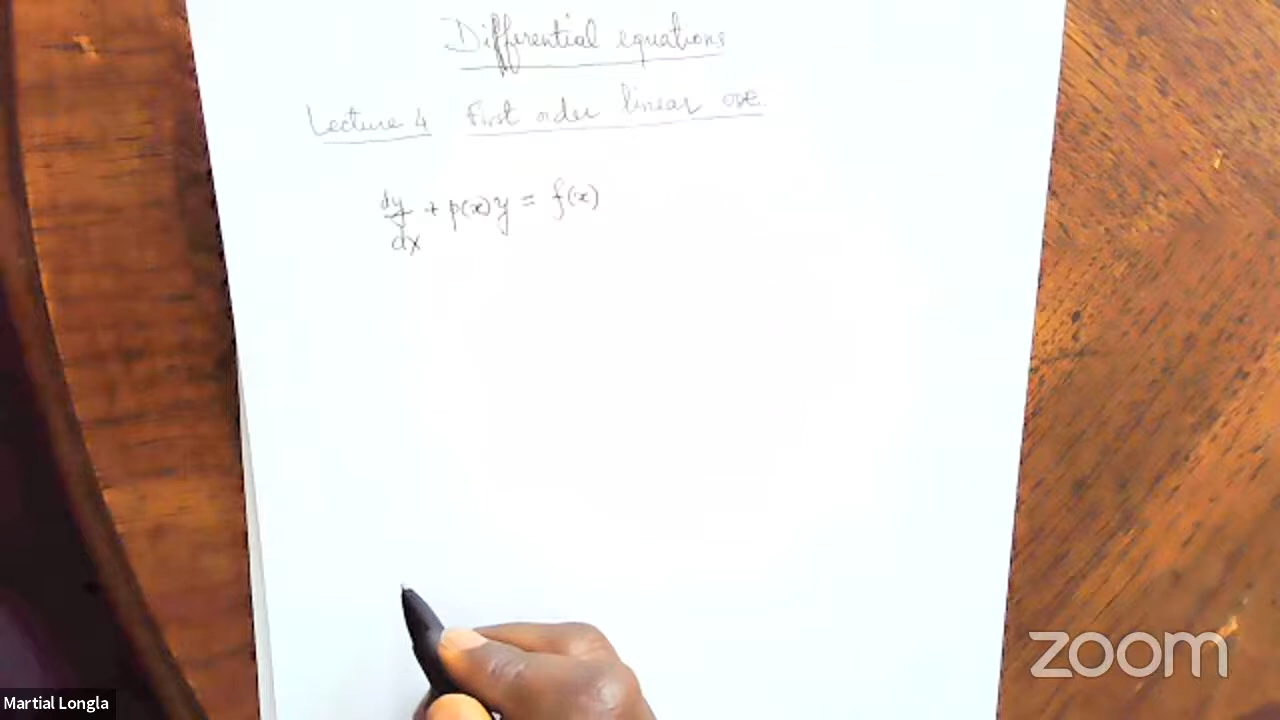 Differential equations
Lecture 4 First order linear ODE.
dy/dx + p(x)y = f(x)
zoom
Martial Longla